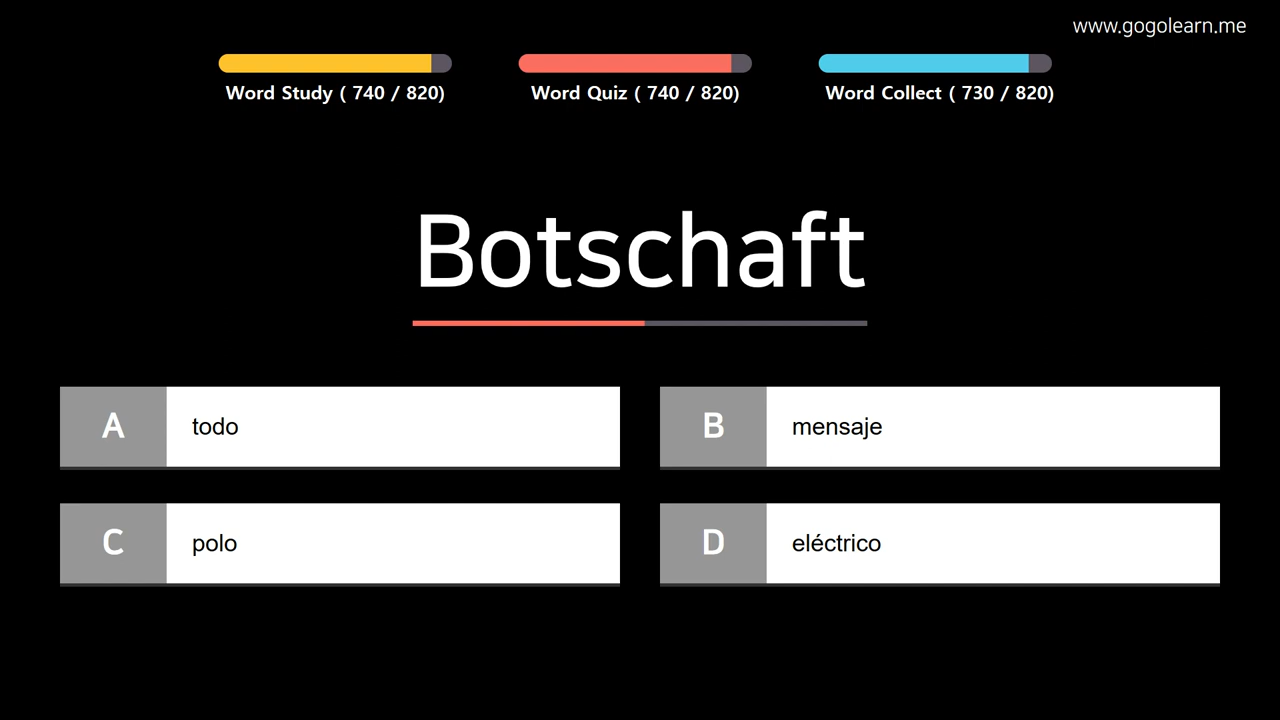 www.gogolearn.me
Word Study ( 740 / 820)
Word Quiz ( 740 / 820)
Word Collect ( 730 / 820)
Botschaft
A todo
B mensaje
C polo
D eléctrico